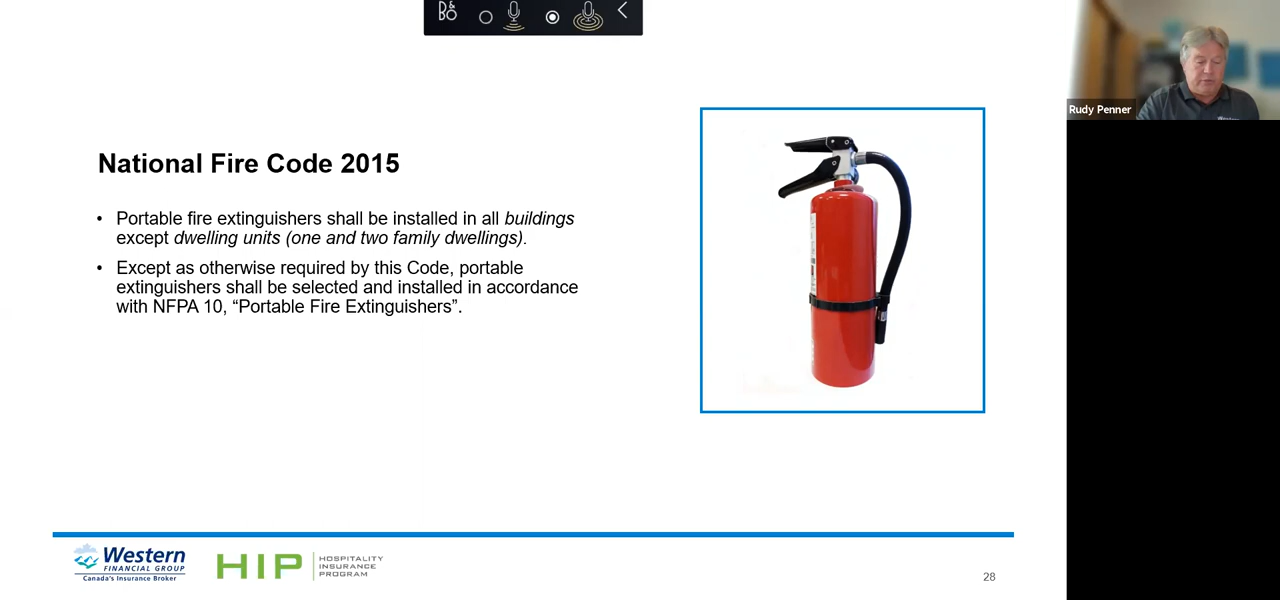 B&O
Rudy Penner
National Fire Code 2015
• Portable fire extinguishers shall be installed in all buildings
except dwelling units (one and two family dwellings).
• Except as otherwise required by this Code, portable
extinguishers shall be selected and installed in accordance
with NFPA 10, “Portable Fire Extinguishers”.
Western
FINANCIAL GROUP
Canada's Insurance Broker
HIP
HOSPITALITY
INSURANCE
PROGRAM
28